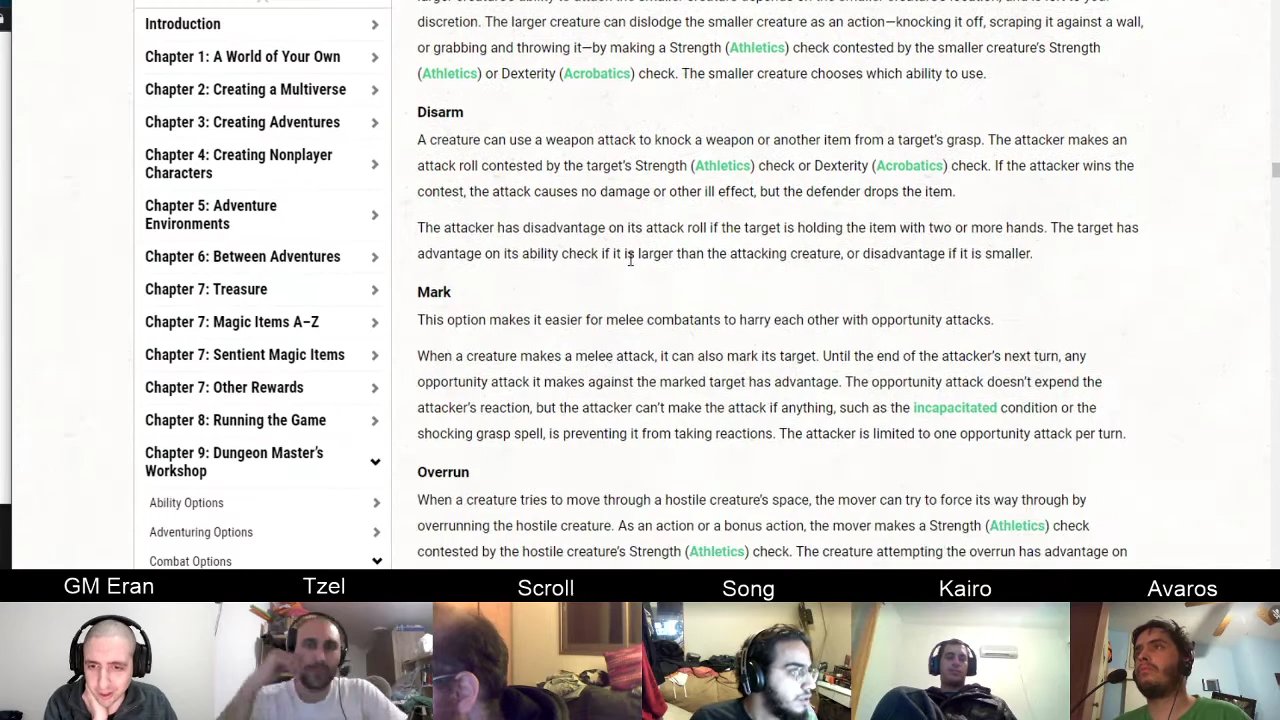 Introduction
Chapter 1: A World of Your Own
Chapter 2: Creating a Multiverse
Chapter 3: Creating Adventures
Chapter 4: Creating Nonplayer
Characters
Chapter 5: Adventure
Environments
Chapter 6: Between Adventures
Chapter 7: Treasure
Chapter 7: Magic Items A–Z
Chapter 7: Sentient Magic Items
Chapter 7: Other Rewards
Chapter 8: Running the Game
Chapter 9: Dungeon Master's
Workshop
Ability Options
Adventuring Options
Combat Options
discretion. The larger creature can dislodge the smaller creature as an action—knocking it off, scraping it against a wall,
or grabbing and throwing it—by making a Strength (Athletics) check contested by the smaller creature's Strength
(Athletics) or Dexterity (Acrobatics) check. The smaller creature chooses which ability to use.
Disarm
A creature can use a weapon attack to knock a weapon or another item from a target's grasp. The attacker makes an
attack roll contested by the target's Strength (Athletics) check or Dexterity (Acrobatics) check. If the attacker wins the
contest, the attack causes no damage or other ill effect, but the defender drops the item.
The attacker has disadvantage on its attack roll if the target is holding the item with two or more hands. The target has
advantage on its ability check if it is larger than the attacking creature, or disadvantage if it is smaller.
Mark
This option makes it easier for melee combatants to harry each other with opportunity attacks.
When a creature makes a melee attack, it can also mark its target. Until the end of the attacker's next turn, any
opportunity attack it makes against the marked target has advantage. The opportunity attack doesn't expend the
attacker's reaction, but the attacker can't make the attack if anything, such as the incapacitated condition or the
shocking grasp spell, is preventing it from taking reactions. The attacker is limited to one opportunity attack per turn.
Overrun
When a creature tries to move through a hostile creature's space, the mover can try to force its way through by
overrunning the hostile creature. As an action or a bonus action, the mover makes a Strength (Athletics) check
contested by the hostile creature's Strength (Athletics) check. The creature attempting the overrun has advantage on
GM Eran
Tzel
Scroll
Song
Kairo
Avaros